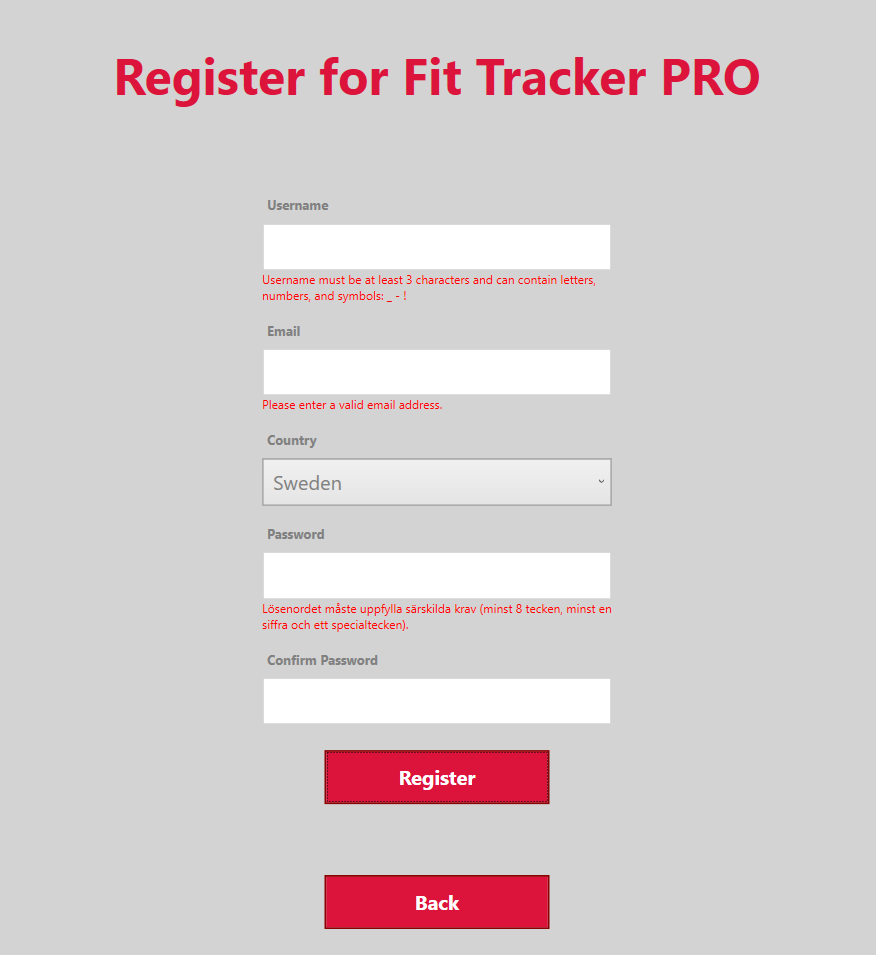 Register for Fit Tracker PRO
Username
Username must be at least 3 characters and can contain letters,
numbers, and symbols: _ - !
Email
Please enter a valid email address.
Country
Sweden
Password
Lösenordet måste uppfylla särskilda krav (minst 8 tecken, minst en
siffra och ett specialtecken).
Confirm Password
Register
Back